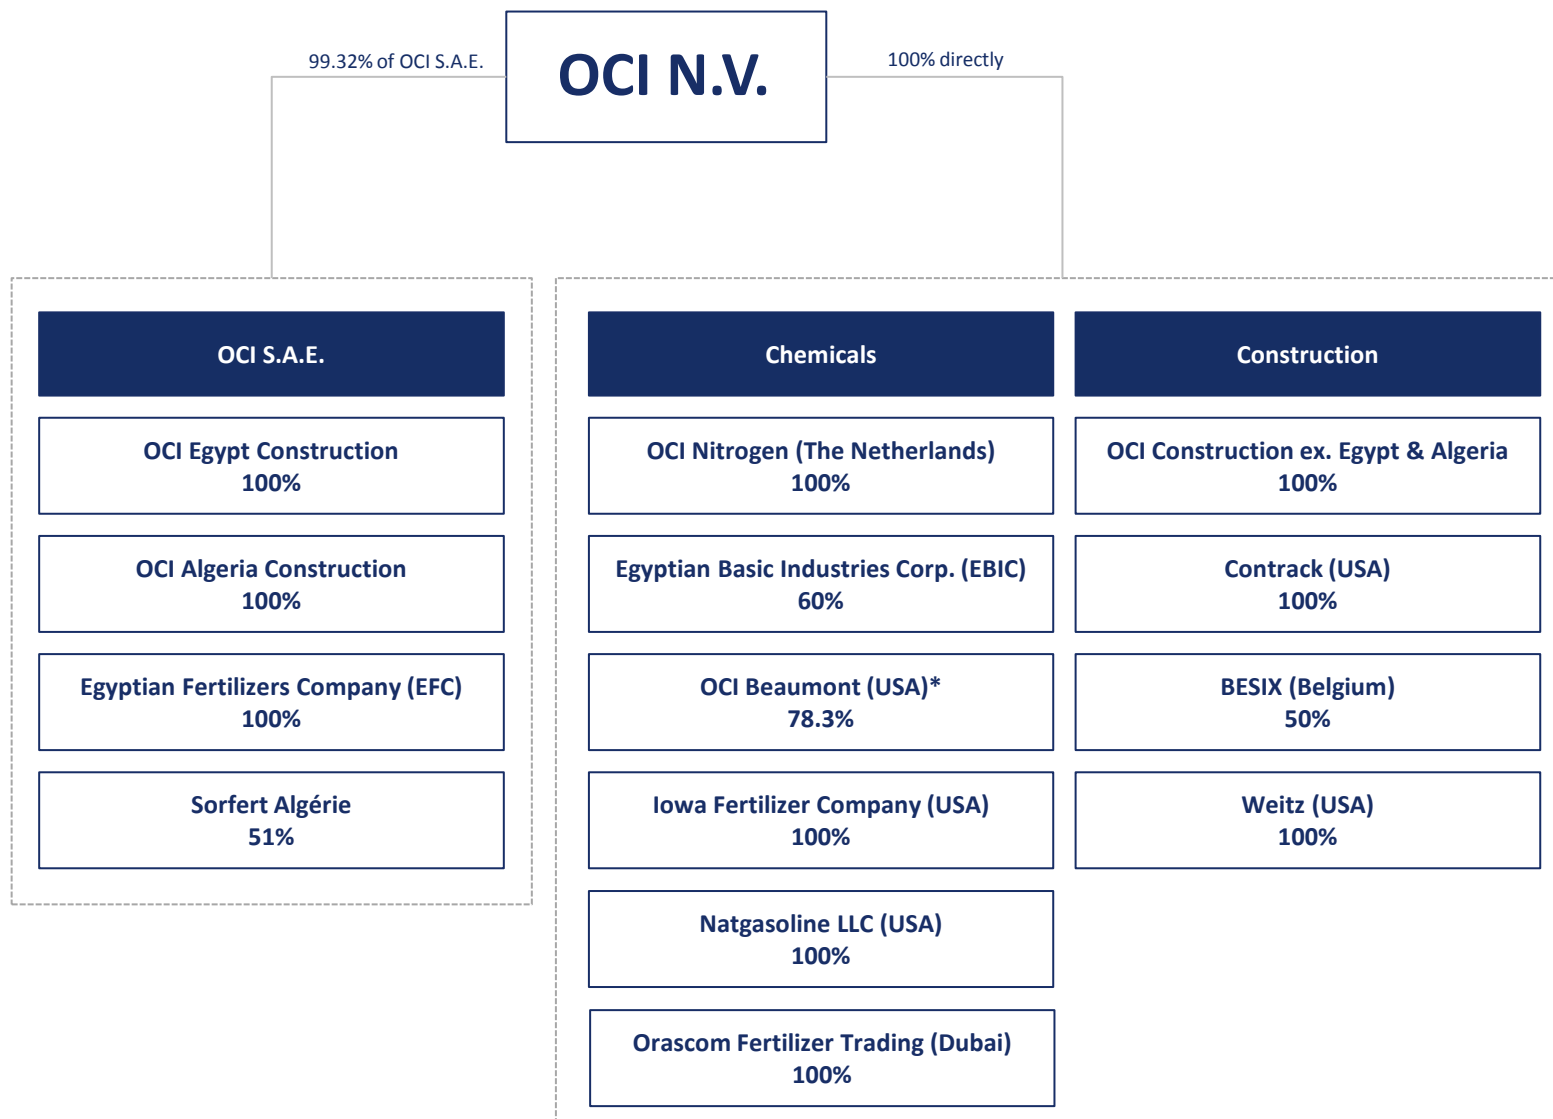 OCI N.V.
99.32% of OCI S.A.E.
100% directly
OCI S.A.E.
OCI Egypt Construction
100%
OCI Algeria Construction
100%
Egyptian Fertilizers Company (EFC)
100%
Sorfert Algérie
51%
Chemicals
OCI Nitrogen (The Netherlands)
100%
Egyptian Basic Industries Corp. (EBIC)
60%
OCI Beaumont (USA)*
78.3%
Iowa Fertilizer Company (USA)
100%
Natgasoline LLC (USA)
100%
Orascom Fertilizer Trading (Dubai)
100%
Construction
OCI Construction ex. Egypt & Algeria
100%
Contrack (USA)
100%
BESIX (Belgium)
50%
Weitz (USA)
100%